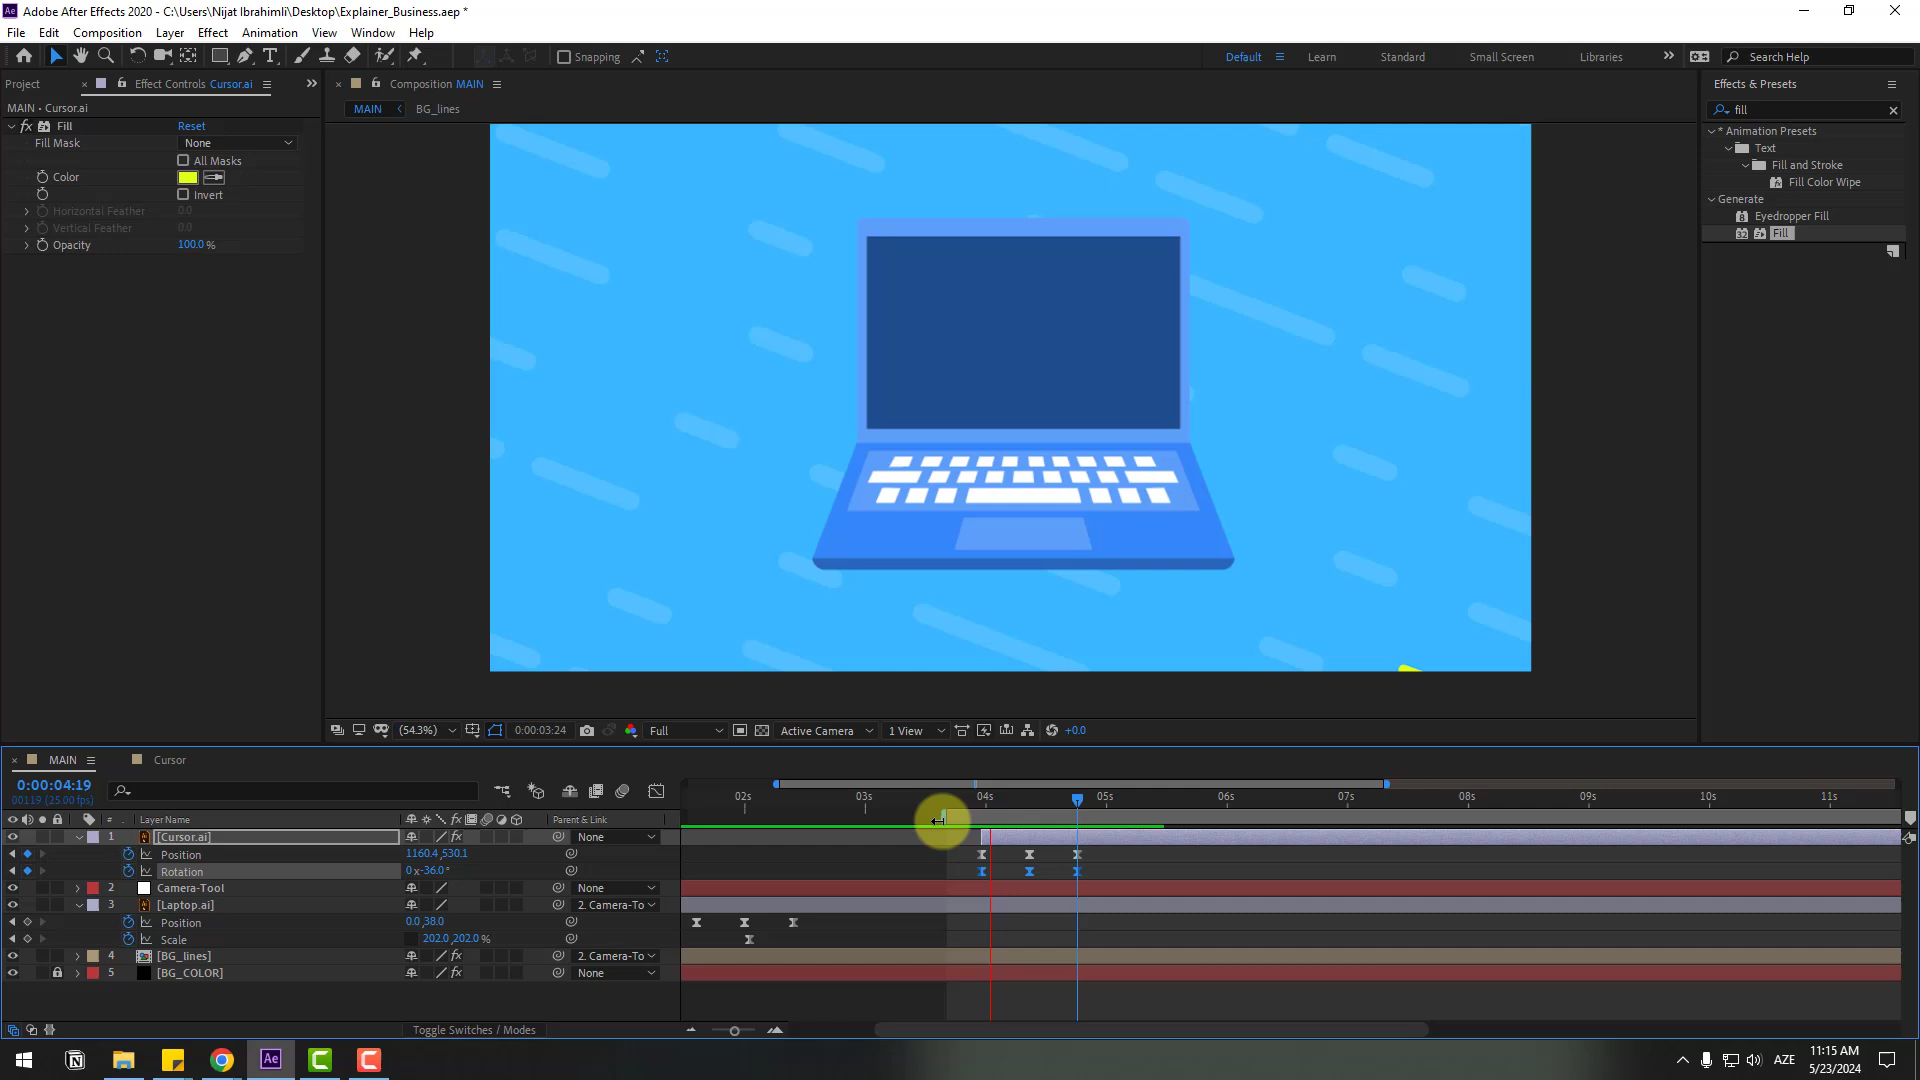 Adobe After Effects 2020 - C:\Users\Nijat Ibrahimli\Desktop\Explainer_Business.aep *
File Edit Composition Layer Effect Animation View Window Help
Snapping
Default Learn Standard Small Screen Libraries Search Help
Project Effect Controls Cursor.ai
Composition MAIN
Effects & Presets
MAIN • Cursor.ai
MAIN BG_lines
fill
fx Fill Reset
Fill Mask None
All Masks
Color
Invert
Horizontal Feather 0.0
Vertical Feather 0.0
Opacity 100.0 %
* Animation Presets
Text
Fill and Stroke
Fill Color Wipe
Generate
Eyedropper Fill
Fill
(54.3%) 0:00:03:24 Full Active Camera 1 View +0.0
MAIN Cursor
0:00:04:19
00119 (25.00 fps)
02s 03s 04s 05s 06s 07s 08s 09s 10s 11s
# Layer Name Parent & Link
1 [Cursor.ai] None
Position 1160.4,530.1
Rotation 0x-36.0°
2 Camera-Tool None
3 [Laptop.ai] 2. Camera-To
Position 0.0,38.0
Scale 202.0,202.0 %
4 [BG_lines] 2. Camera-To
5 [BG_COLOR] None
Toggle Switches / Modes
Ae
AZE
11:15 AM
5/23/2024